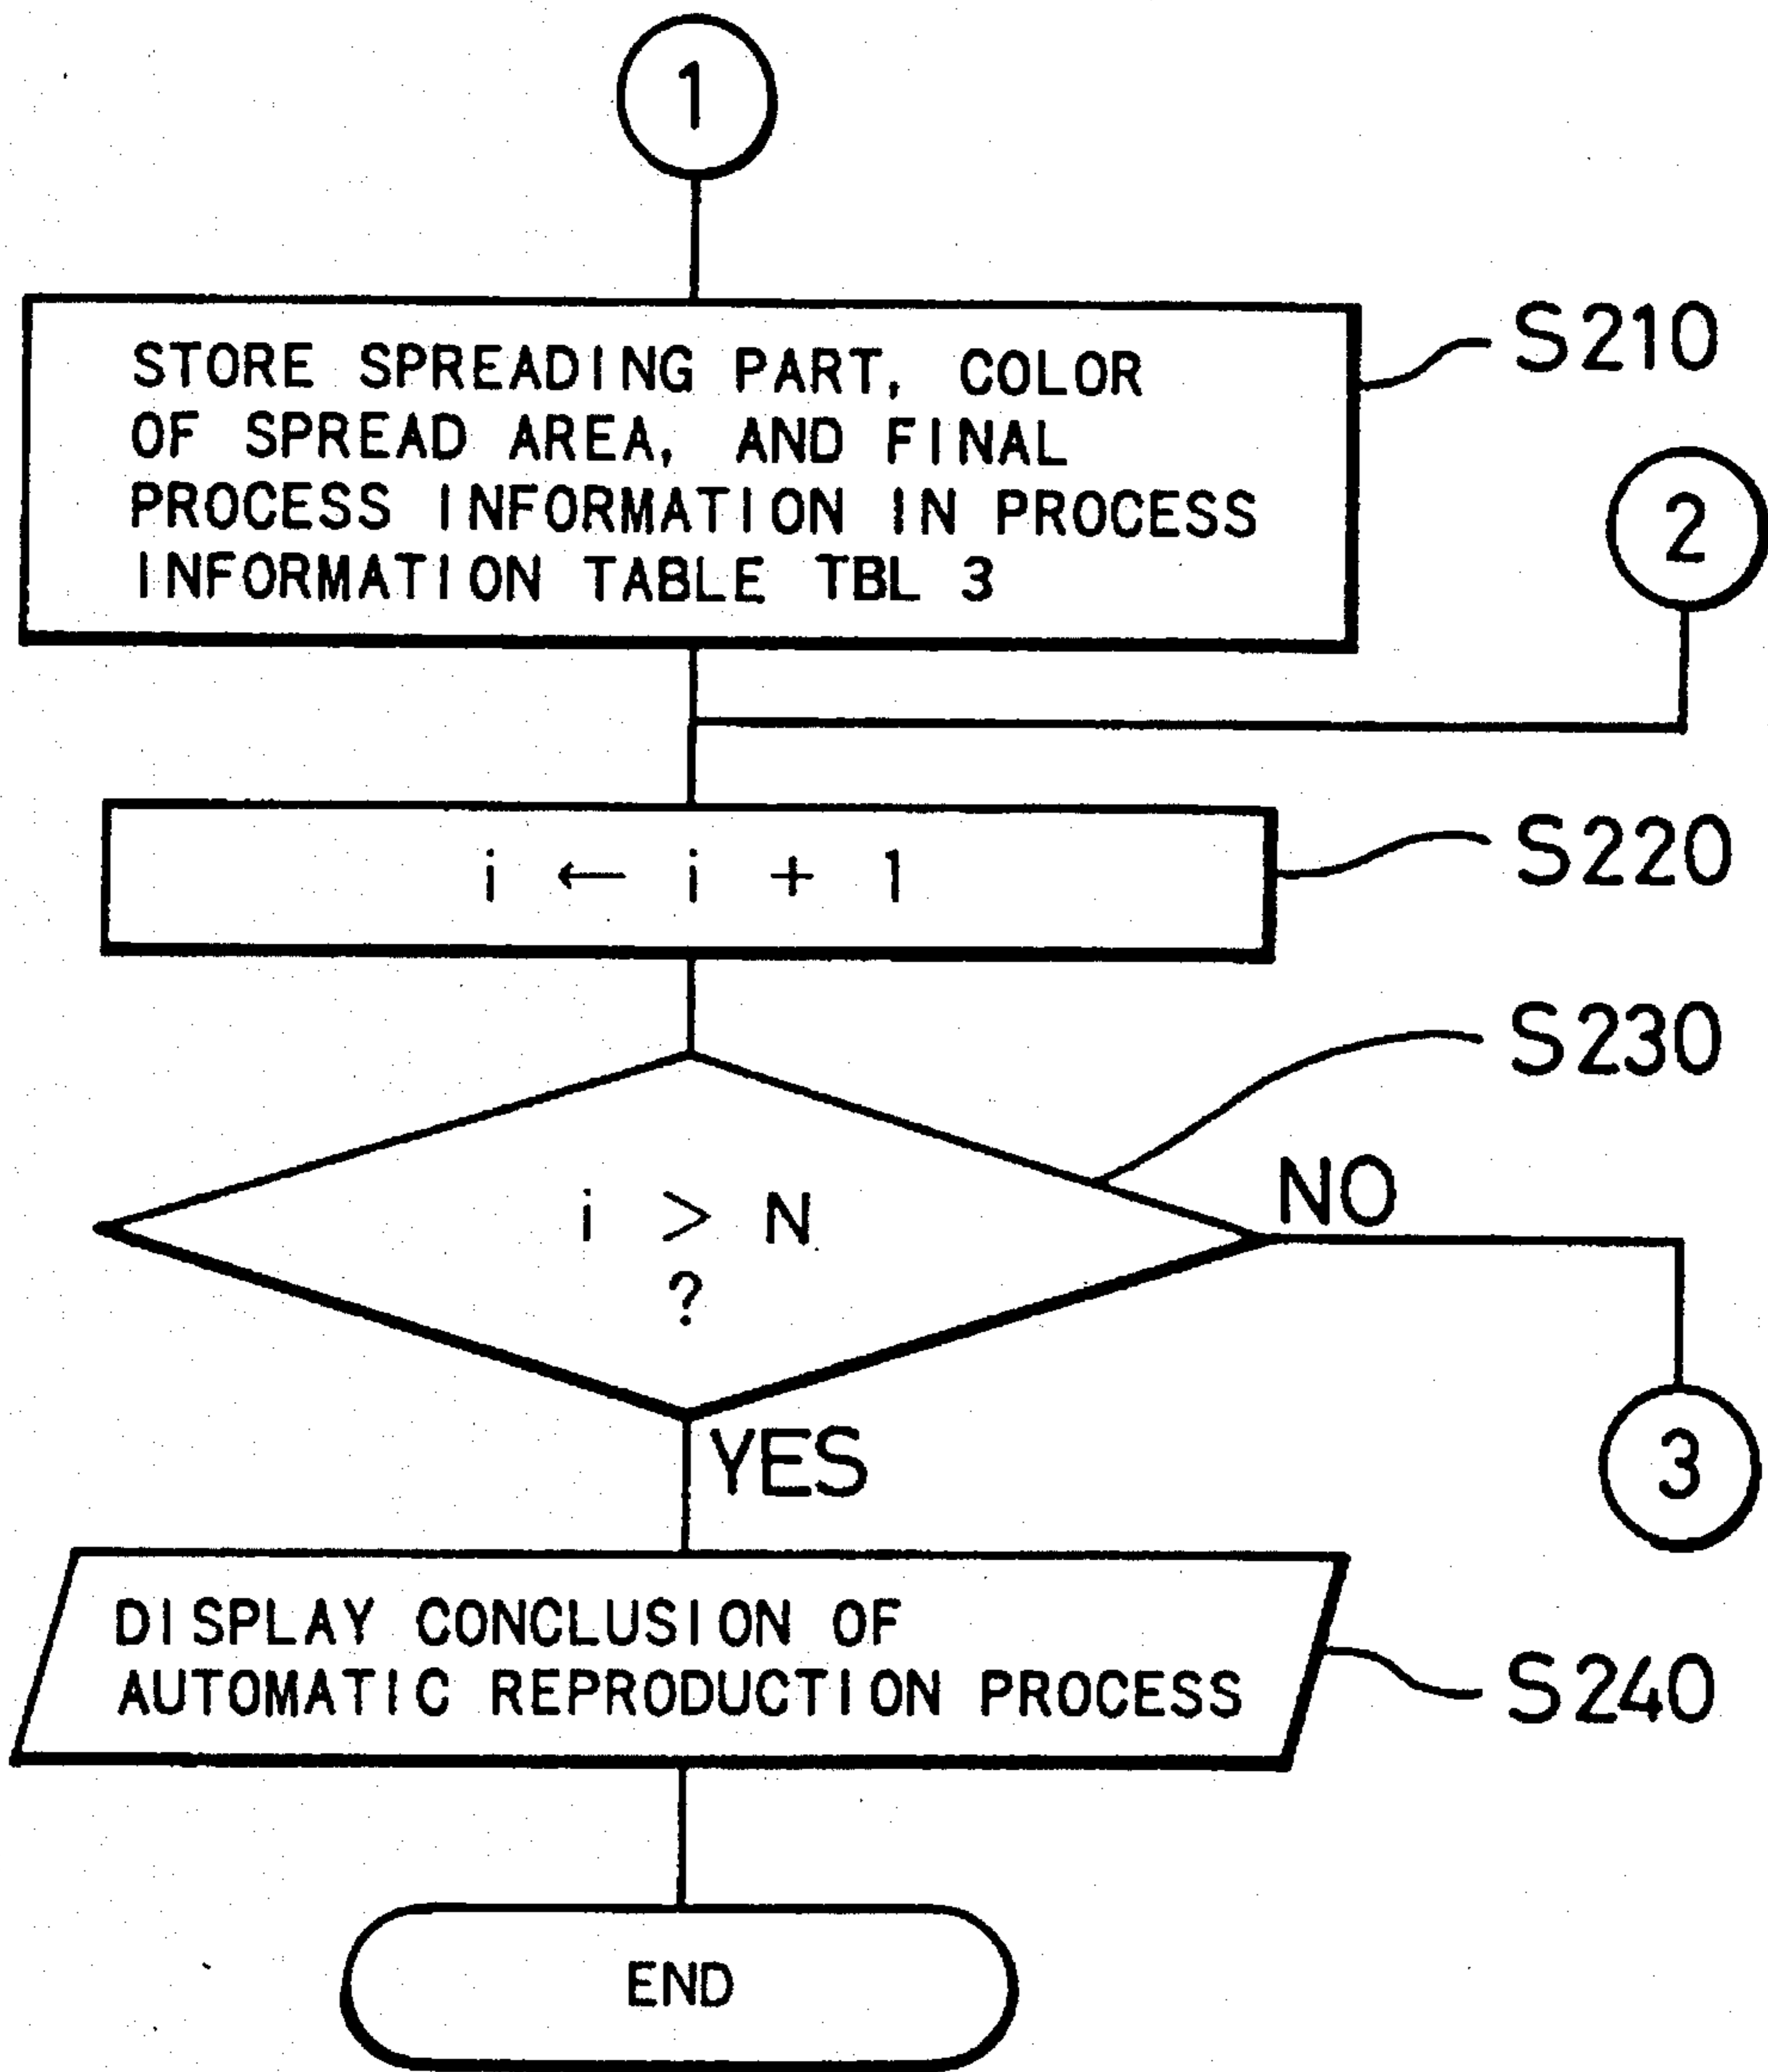 1
STORE SPREADING PART, COLOR
OF SPREAD AREA, AND FINAL
PROCESS INFORMATION IN PROCESS
INFORMATION TABLE TBL 3
S210
2
i ← i + 1
S220
S230
i > N
?
NO
YES
3
DISPLAY CONCLUSION OF
AUTOMATIC REPRODUCTION PROCESS
S240
END